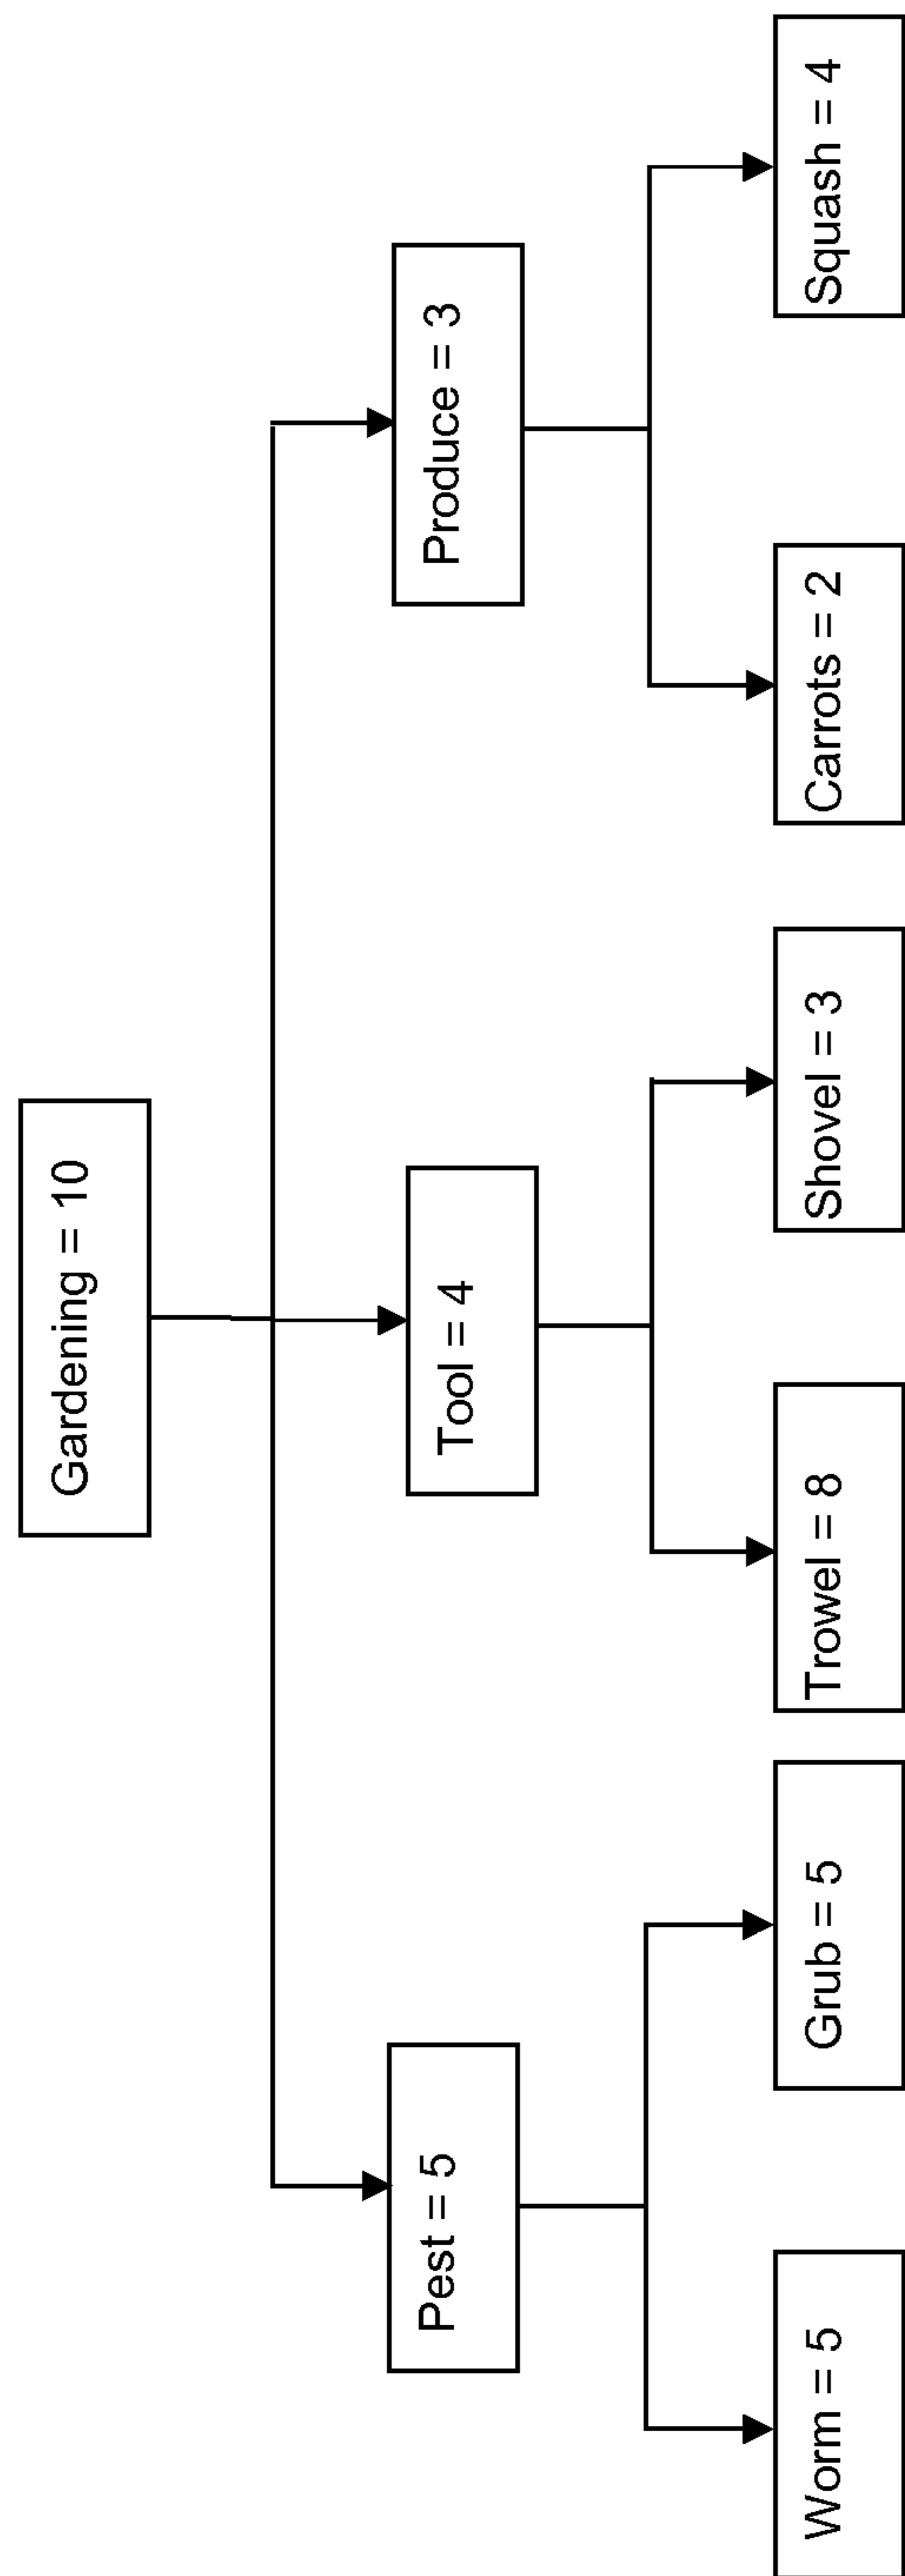 Gardening = 10
Pest = 5
Tool = 4
Produce = 3
Worm = 5
Grub = 5
Trowel = 8
Shovel = 3
Carrots = 2
Squash = 4